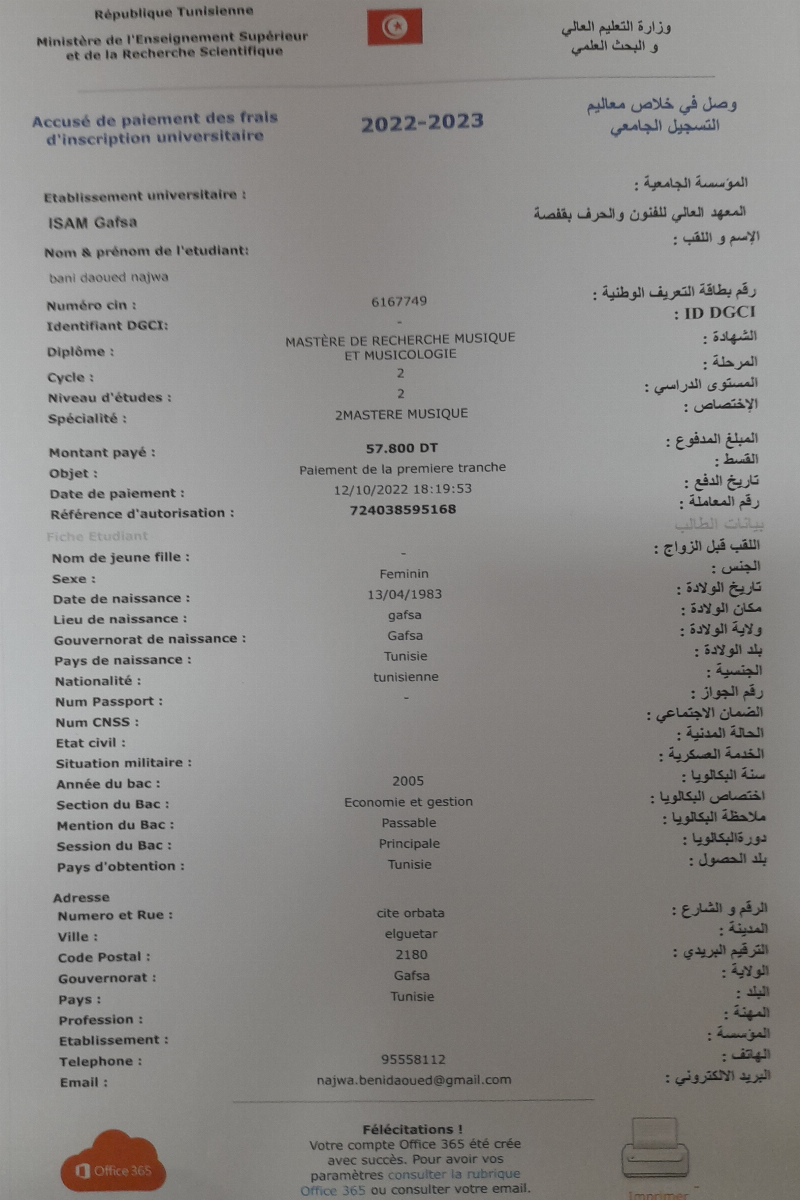 République Tunisienne
Ministère de l'Enseignement Supérieur
et de la Recherche Scientifique
وزارة التعليم العالي
و البحث العلمي
Accusé de paiement des frais
d'inscription universitaire
2022-2023
وصل في خلاص معاليم
التسجيل الجامعي
Etablissement universitaire :
المؤسسة الجامعية :
ISAM Gafsa
المعهد العالي للفنون والحرف بقفصة
Nom & prénom de l'etudiant:
الإسم و اللقب :
bani daoued najwa
Numéro cin : 6167749 رقم بطاقة التعريف الوطنية :
Identifiant DGCI: - ID DGCI :
Diplôme : MASTÈRE DE RECHERCHE MUSIQUE
ET MUSICOLOGIE الشهادة :
Cycle : 2 المرحلة :
Niveau d'études : 2 المستوى الدراسي :
Spécialité : 2MASTERE MUSIQUE الإختصاص :
Montant payé : 57.800 DT المبلغ المدفوع :
Objet : Paiement de la premiere tranche القسط :
Date de paiement : 12/10/2022 18:19:53 تاريخ الدفع :
Référence d'autorisation : 724038595168 رقم المعاملة :
Fiche Etudiant بيانات الطالب
Nom de jeune fille : - اللقب قبل الزواج :
Sexe : Feminin الجنس :
Date de naissance : 13/04/1983 تاريخ الولادة :
Lieu de naissance : gafsa مكان الولادة :
Gouvernorat de naissance : Gafsa ولاية الولادة :
Pays de naissance : Tunisie بلد الولادة :
Nationalité : tunisienne الجنسية :
Num Passport : - رقم الجواز :
Num CNSS : الضمان الاجتماعي :
Etat civil : الحالة المدنية :
Situation militaire : الخدمة العسكرية :
Année du bac : 2005 سنة البكالويا :
Section du Bac : Economie et gestion اختصاص البكالويا :
Mention du Bac : Passable ملاحظة البكالويا :
Session du Bac : Principale دورةالبكالويا :
Pays d'obtention : Tunisie بلد الحصول :
Adresse
Numero et Rue : cite orbata الرقم و الشارع :
Ville : elguetar المدينة :
Code Postal : 2180 الترقيم البريدي :
Gouvernorat : Gafsa الولاية :
Pays : Tunisie البلد :
Profession : المهنة :
Etablissement : المؤسسة :
Telephone : 95558112 الهاتف :
Email : najwa.benidaoued@gmail.com البريد الالكتروني :
Félécitations !
Votre compte Office 365 été crée
avec succès. Pour avoir vos
paramètres consulter la rubrique
Office 365 ou consulter votre email.
Office 365
Imprimer